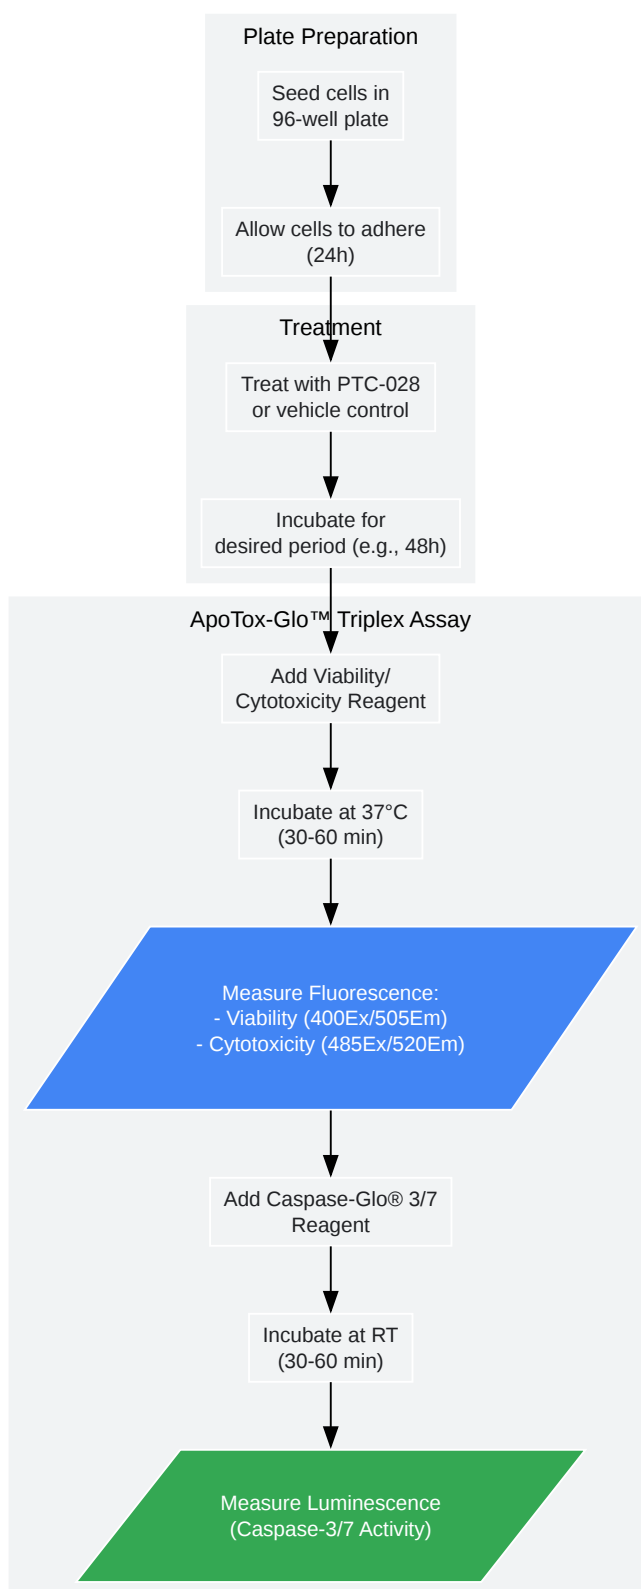 Plate Preparation
Seed cells in
96-well plate
Allow cells to adhere
(24h)
Treatment
Treat with PTC-028
or vehicle control
Incubate for
desired period (e.g., 48h)
ApoTox-Glo™ Triplex Assay
Add Viability/
Cytotoxicity Reagent
Incubate at 37°C
(30-60 min)
Measure Fluorescence:
- Viability (400Ex/505Em)
- Cytotoxicity (485Ex/520Em)
Add Caspase-Glo® 3/7
Reagent
Incubate at RT
(30-60 min)
Measure Luminescence
(Caspase-3/7 Activity)